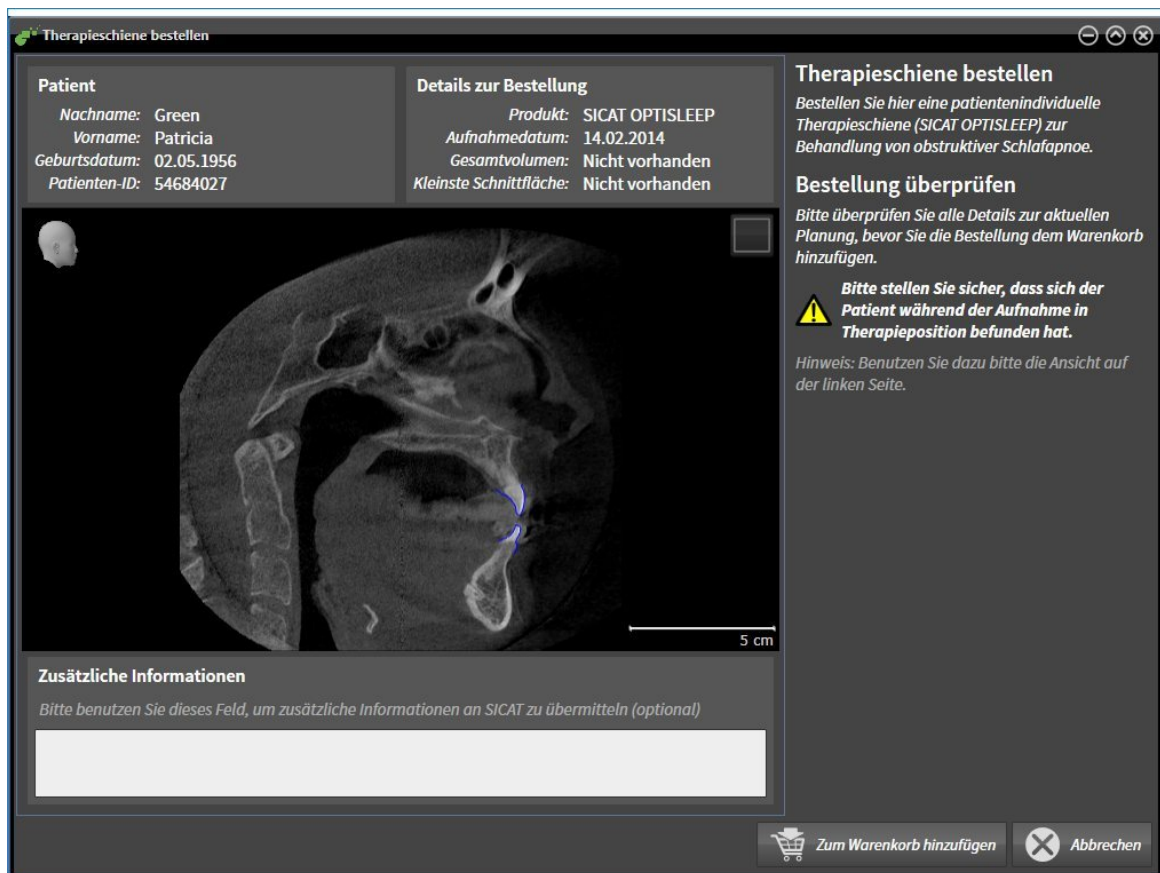 Therapieschiene bestellen
Patient
Nachname: Green
Vorname: Patricia
Geburtsdatum: 02.05.1956
Patienten-ID: 54684027
Details zur Bestellung
Produkt: SICAT OPTISLEEP
Aufnahmedatum: 14.02.2014
Gesamtvolumen: Nicht vorhanden
Kleinste Schnittfläche: Nicht vorhanden
5 cm
Zusätzliche Informationen
Bitte benutzen Sie dieses Feld, um zusätzliche Informationen an SICAT zu übermitteln (optional)
Therapieschiene bestellen
Bestellen Sie hier eine patientenindividuelle
Therapieschiene (SICAT OPTISLEEP) zur
Behandlung von obstruktiver Schlafapnoe.
Bestellung überprüfen
Bitte überprüfen Sie alle Details zur aktuellen
Planung, bevor Sie die Bestellung dem Warenkorb
hinzufügen.
Bitte stellen Sie sicher, dass sich der
Patient während der Aufnahme in
Therapieposition befunden hat.
Hinweis: Benutzen Sie dazu bitte die Ansicht auf
der linken Seite.
Zum Warenkorb hinzufügen
Abbrechen